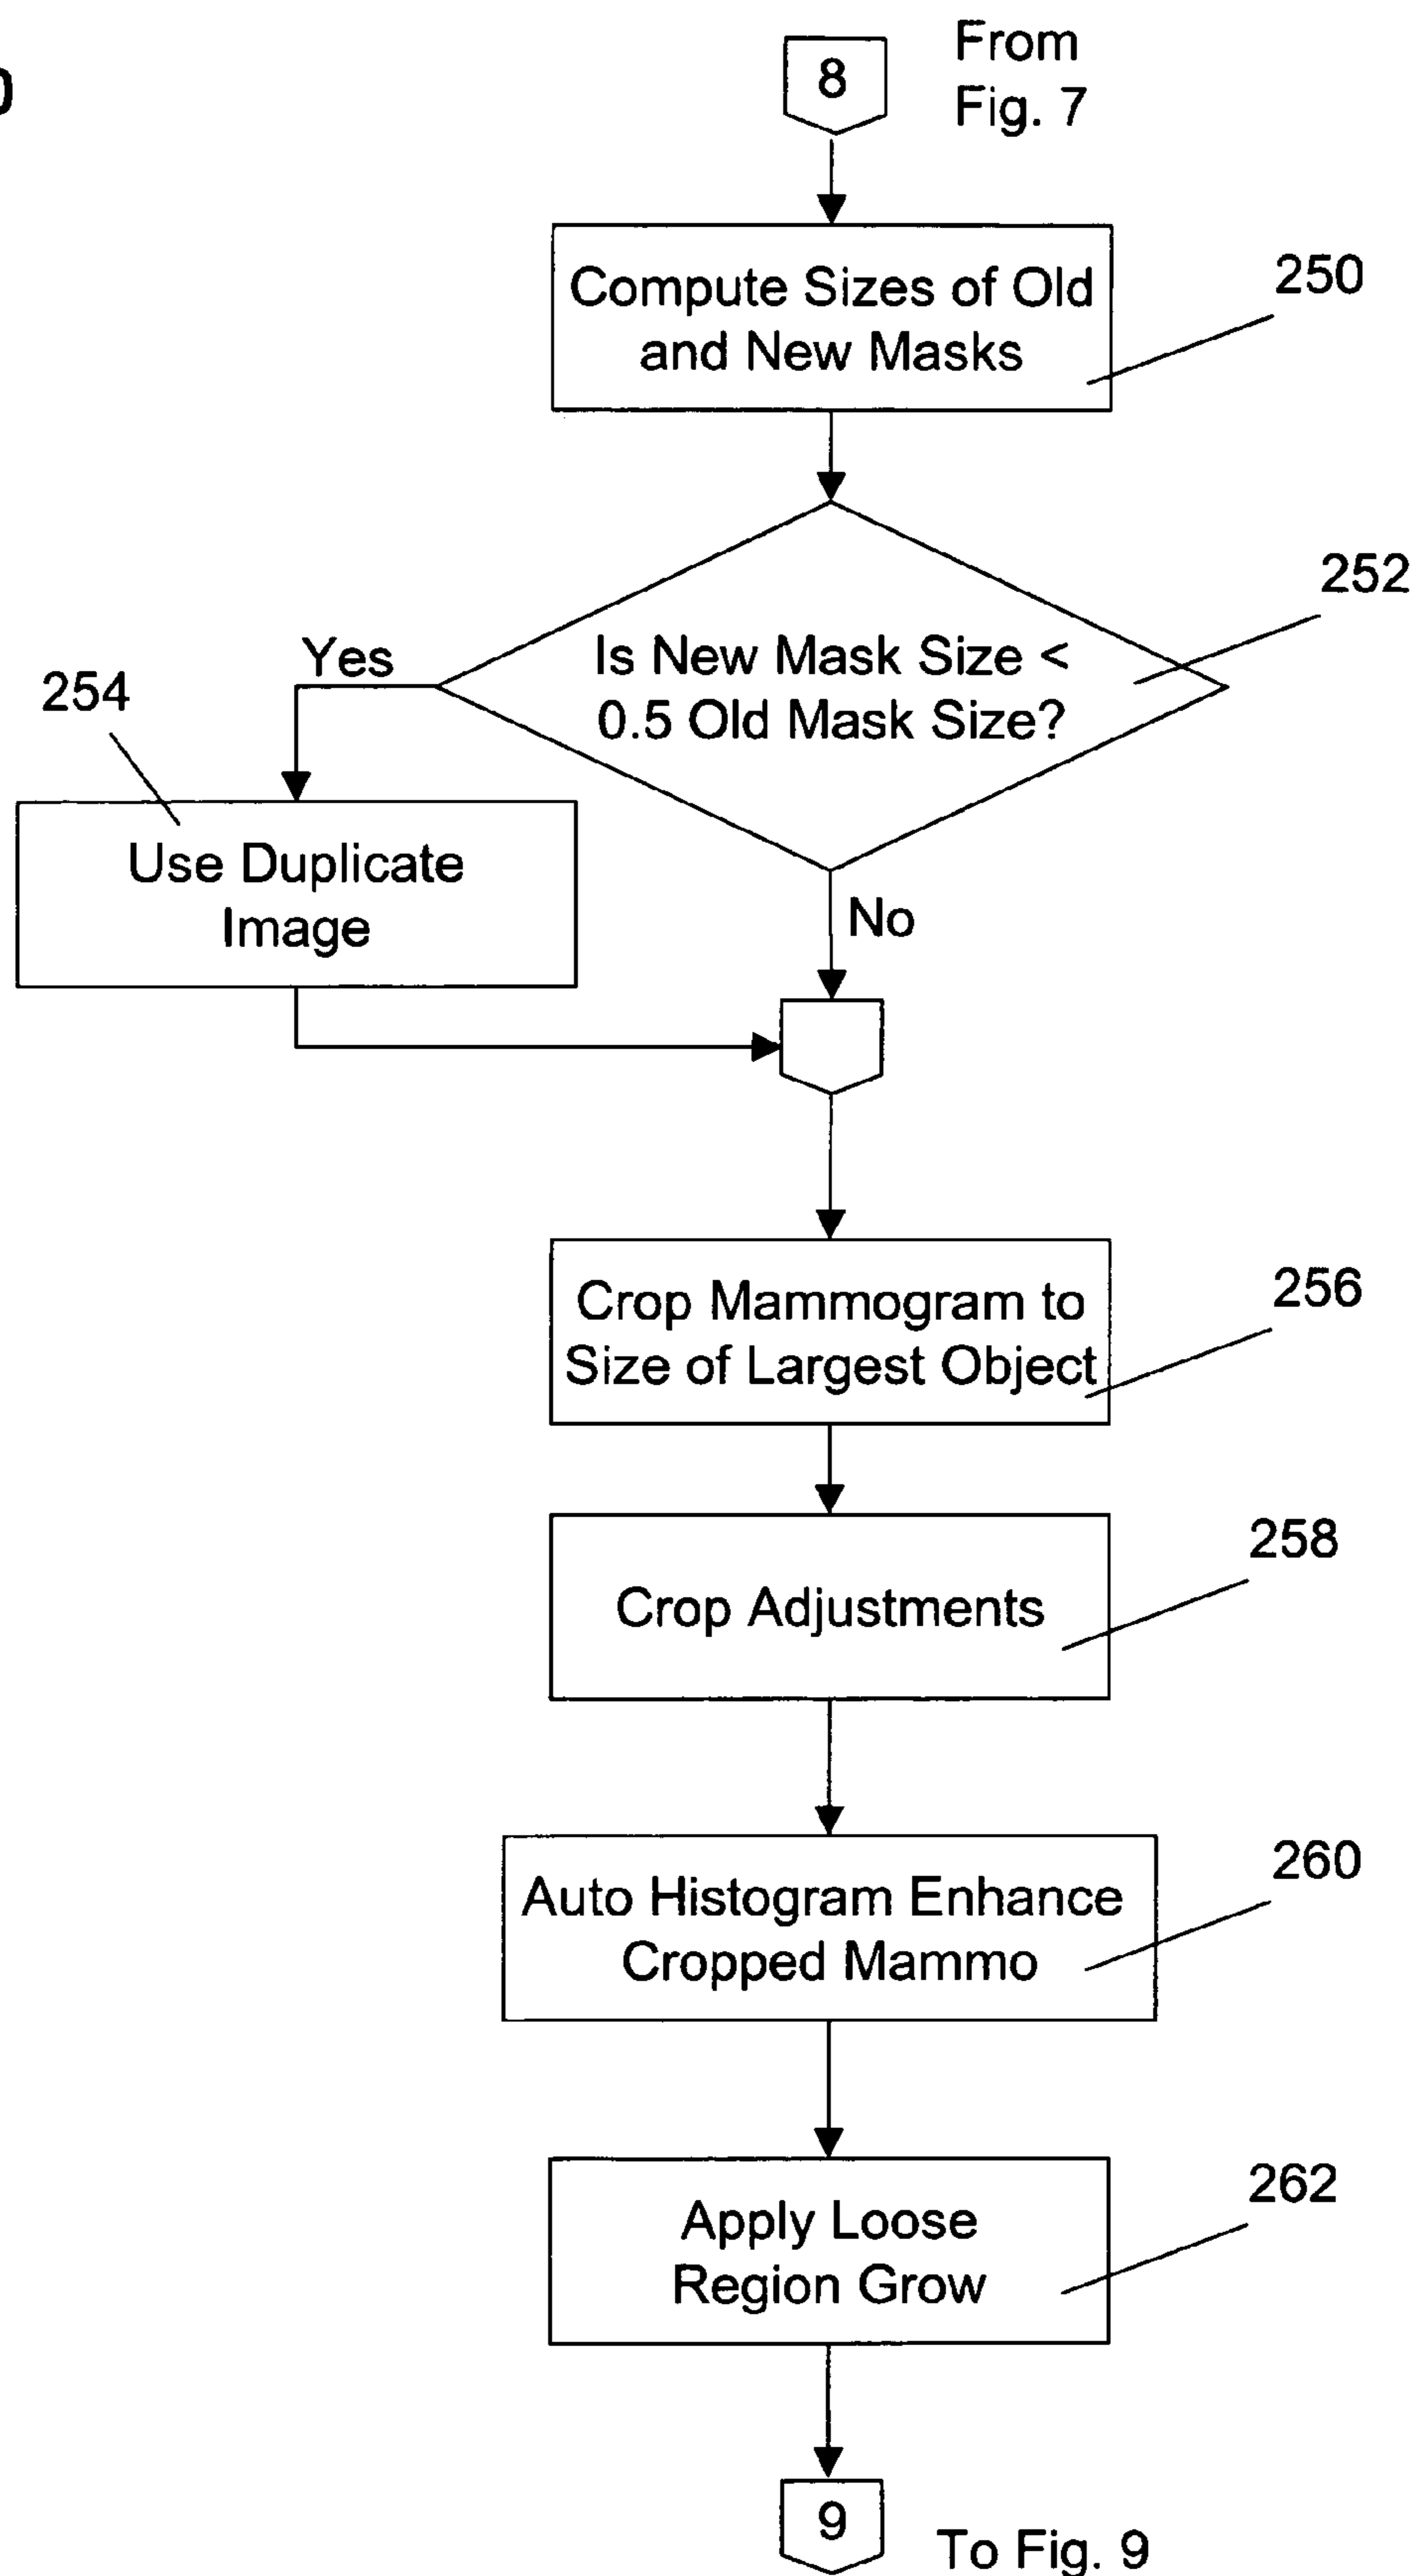 From
8
Fig. 7
Compute Sizes of Old
and New Masks
250
252
Is New Mask Size <
0.5 Old Mask Size?
Yes
254
Use Duplicate
Image
No
Crop Mammogram to
Size of Largest Object
256
Crop Adjustments
258
Auto Histogram Enhance
Cropped Mammo
260
Apply Loose
Region Grow
262
9
To Fig. 9